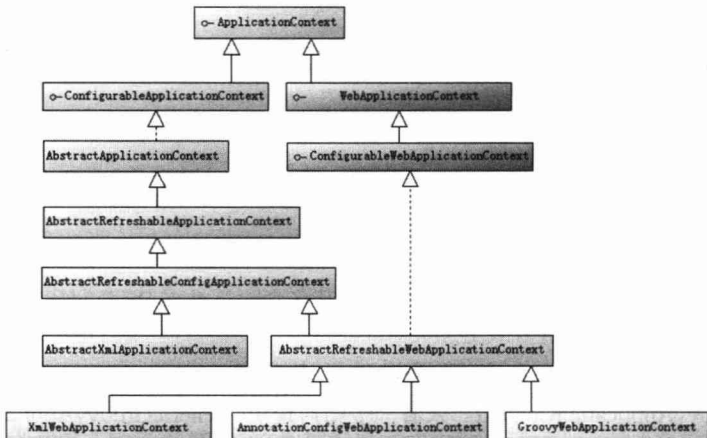 ApplicationContext
ConfigurableApplicationContext
WebApplicationContext
AbstractApplicationContext
ConfigurableWebApplicationContext
AbstractRefreshableApplicationContext
AbstractRefreshableConfigApplicationContext
AbstractXmlApplicationContext
AbstractRefreshableWebApplicationContext
XmlWebApplicationContext
AnnotationConfigWebApplicationContext
GroovyWebApplicationContext